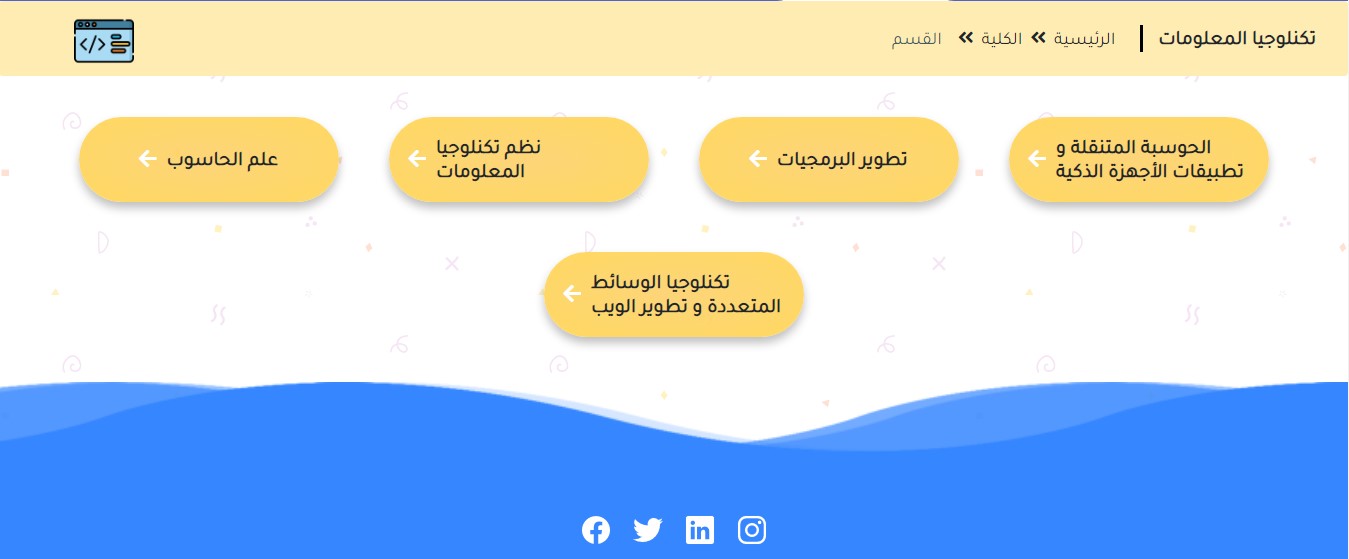 تكنلوجيا المعلومات
الرئيسية
الكلية
القسم
الحوسبة المتنقلة و
تطبيقات الأجهزة الذكية
تطوير البرمجيات
نظم تكنلوجيا
المعلومات
علم الحاسوب
تكنلوجيا الوسائط
المتعددة و تطوير الويب